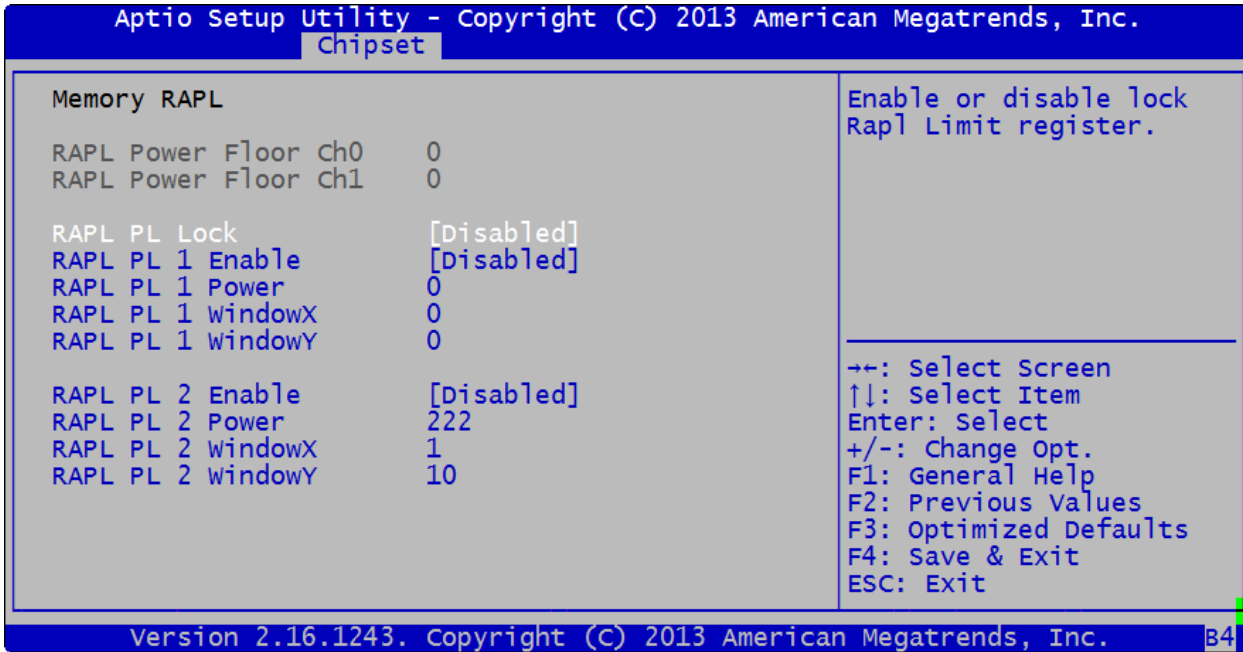 Aptio Setup Utility - Copyright (C) 2013 American Megatrends, Inc.
Chipset
Memory RAPL
RAPL Power Floor Ch0 0
RAPL Power Floor Ch1 0
RAPL PL Lock [Disabled]
RAPL PL 1 Enable [Disabled]
RAPL PL 1 Power 0
RAPL PL 1 WindowX 0
RAPL PL 1 WindowY 0
RAPL PL 2 Enable [Disabled]
RAPL PL 2 Power 222
RAPL PL 2 WindowX 1
RAPL PL 2 WindowY 10
Enable or disable lock
Rapl Limit register.
→←: Select Screen
↑↓: Select Item
Enter: Select
+/-: Change Opt.
F1: General Help
F2: Previous Values
F3: Optimized Defaults
F4: Save & Exit
ESC: Exit
Version 2.16.1243. Copyright (C) 2013 American Megatrends, Inc.
B4